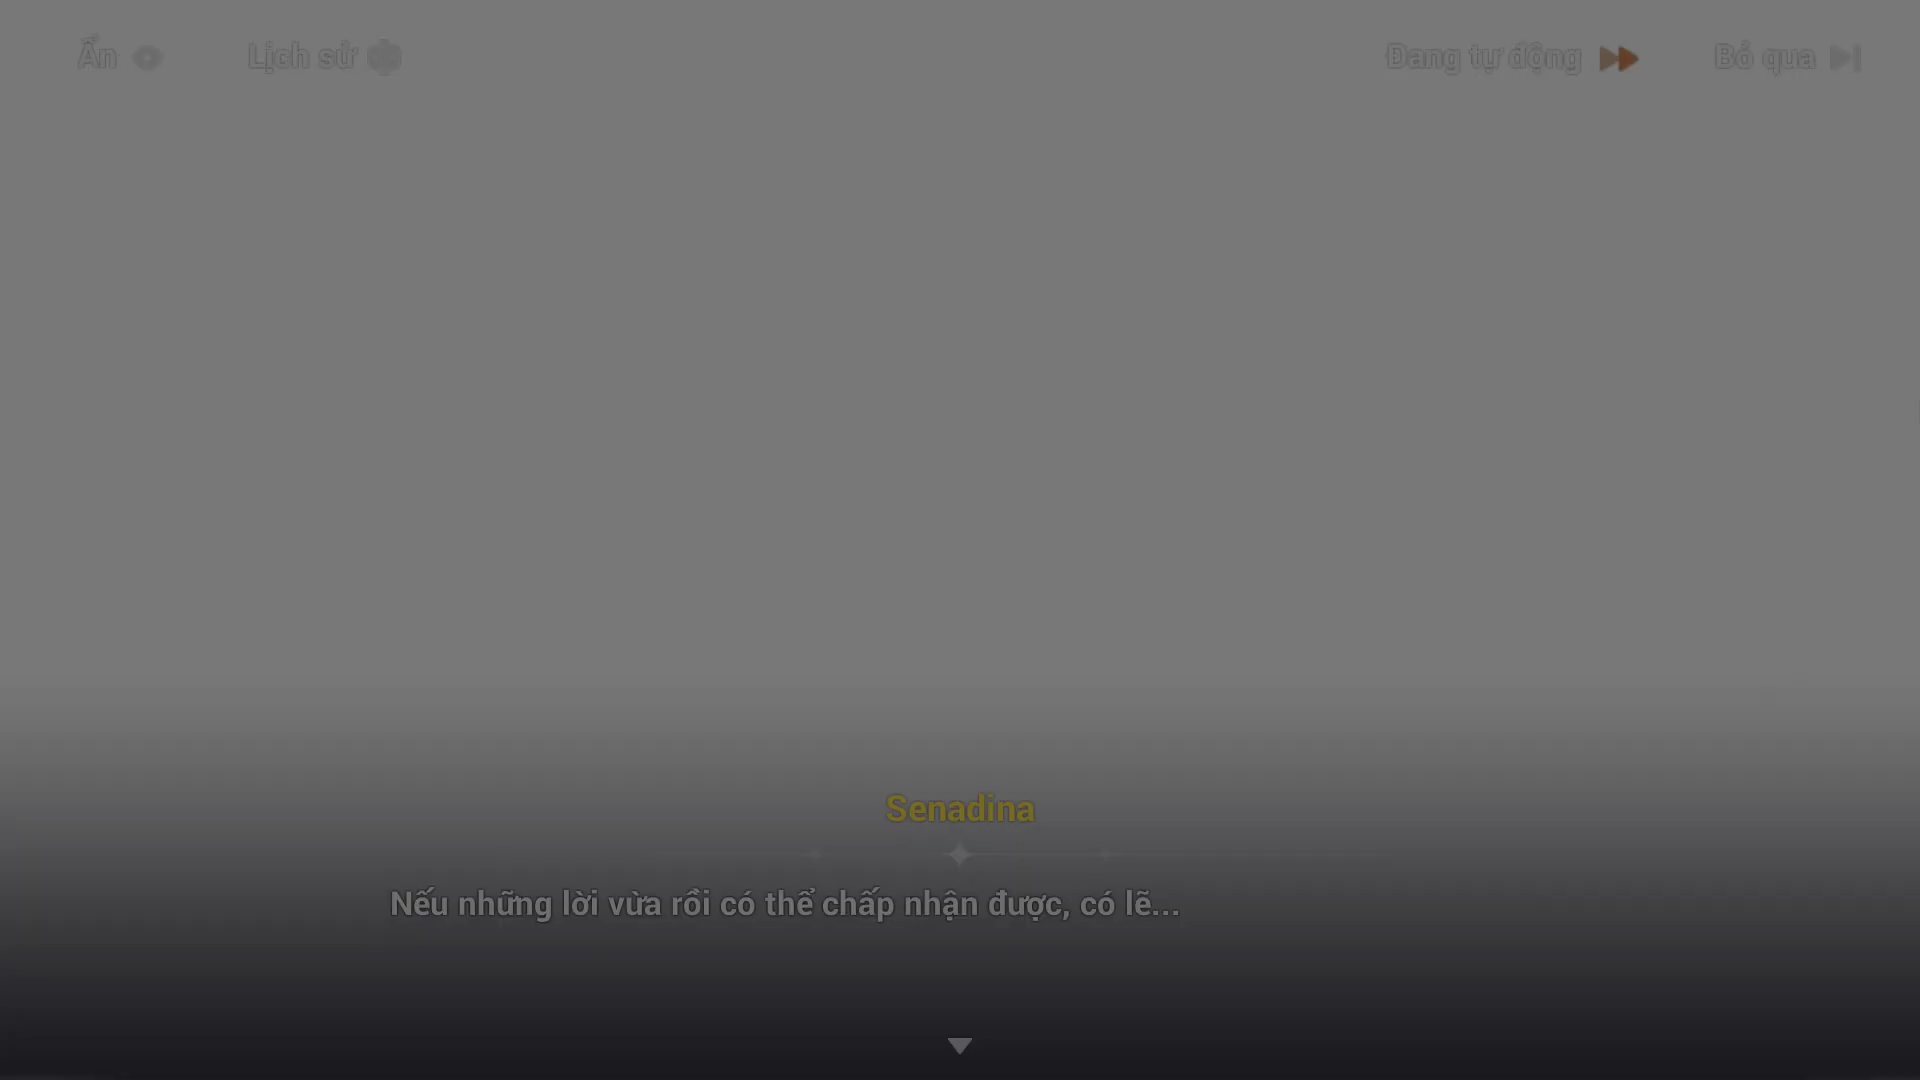 Ẩn
Lịch sử
Đang tự động
Bỏ qua
Senadina
Nếu những lời vừa rồi có thể chấp nhận được, có lẽ...